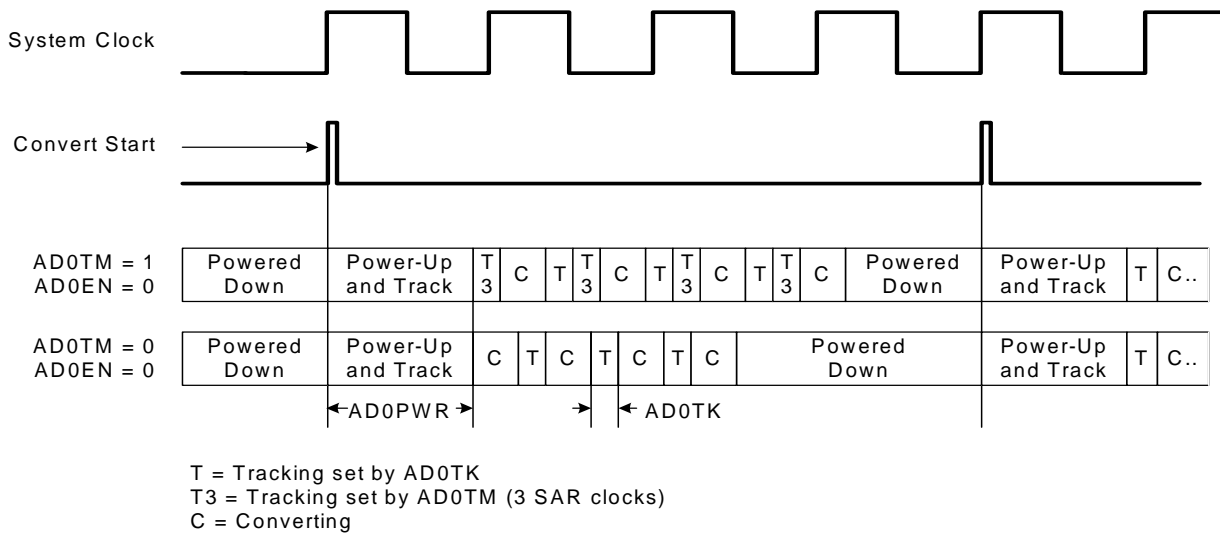 System Clock
Convert Start
AD0TM = 1
AD0EN = 0
Powered
Down
Power-Up
and Track
T
3
C
T
T
3
C
T
T
3
C
T
T
3
C
Powered
Down
Power-Up
and Track
T
C..
AD0TM = 0
AD0EN = 0
Powered
Down
Power-Up
and Track
C
T
C
T
C
T
C
Powered
Down
Power-Up
and Track
T
C..
AD0PWR
AD0TK
T = Tracking set by AD0TK
T3 = Tracking set by AD0TM (3 SAR clocks)
C = Converting